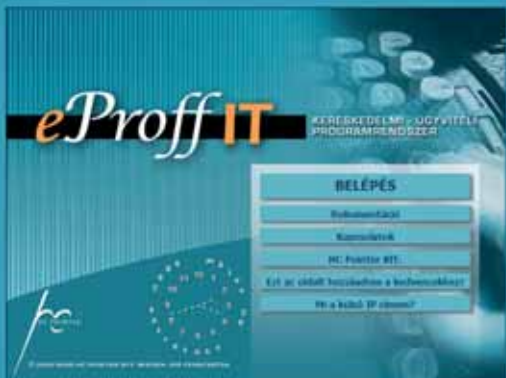 eProff IT
KERESKEDELMI - ÜGYVITELI
PROGRAMRENDSZER
BELÉPÉS
Dokumentáció
Kapcsolatok
HC Pointer KFT.
Ezt az oldalt hozzáadom a kedvencekhez!
Mi a külső IP címem?